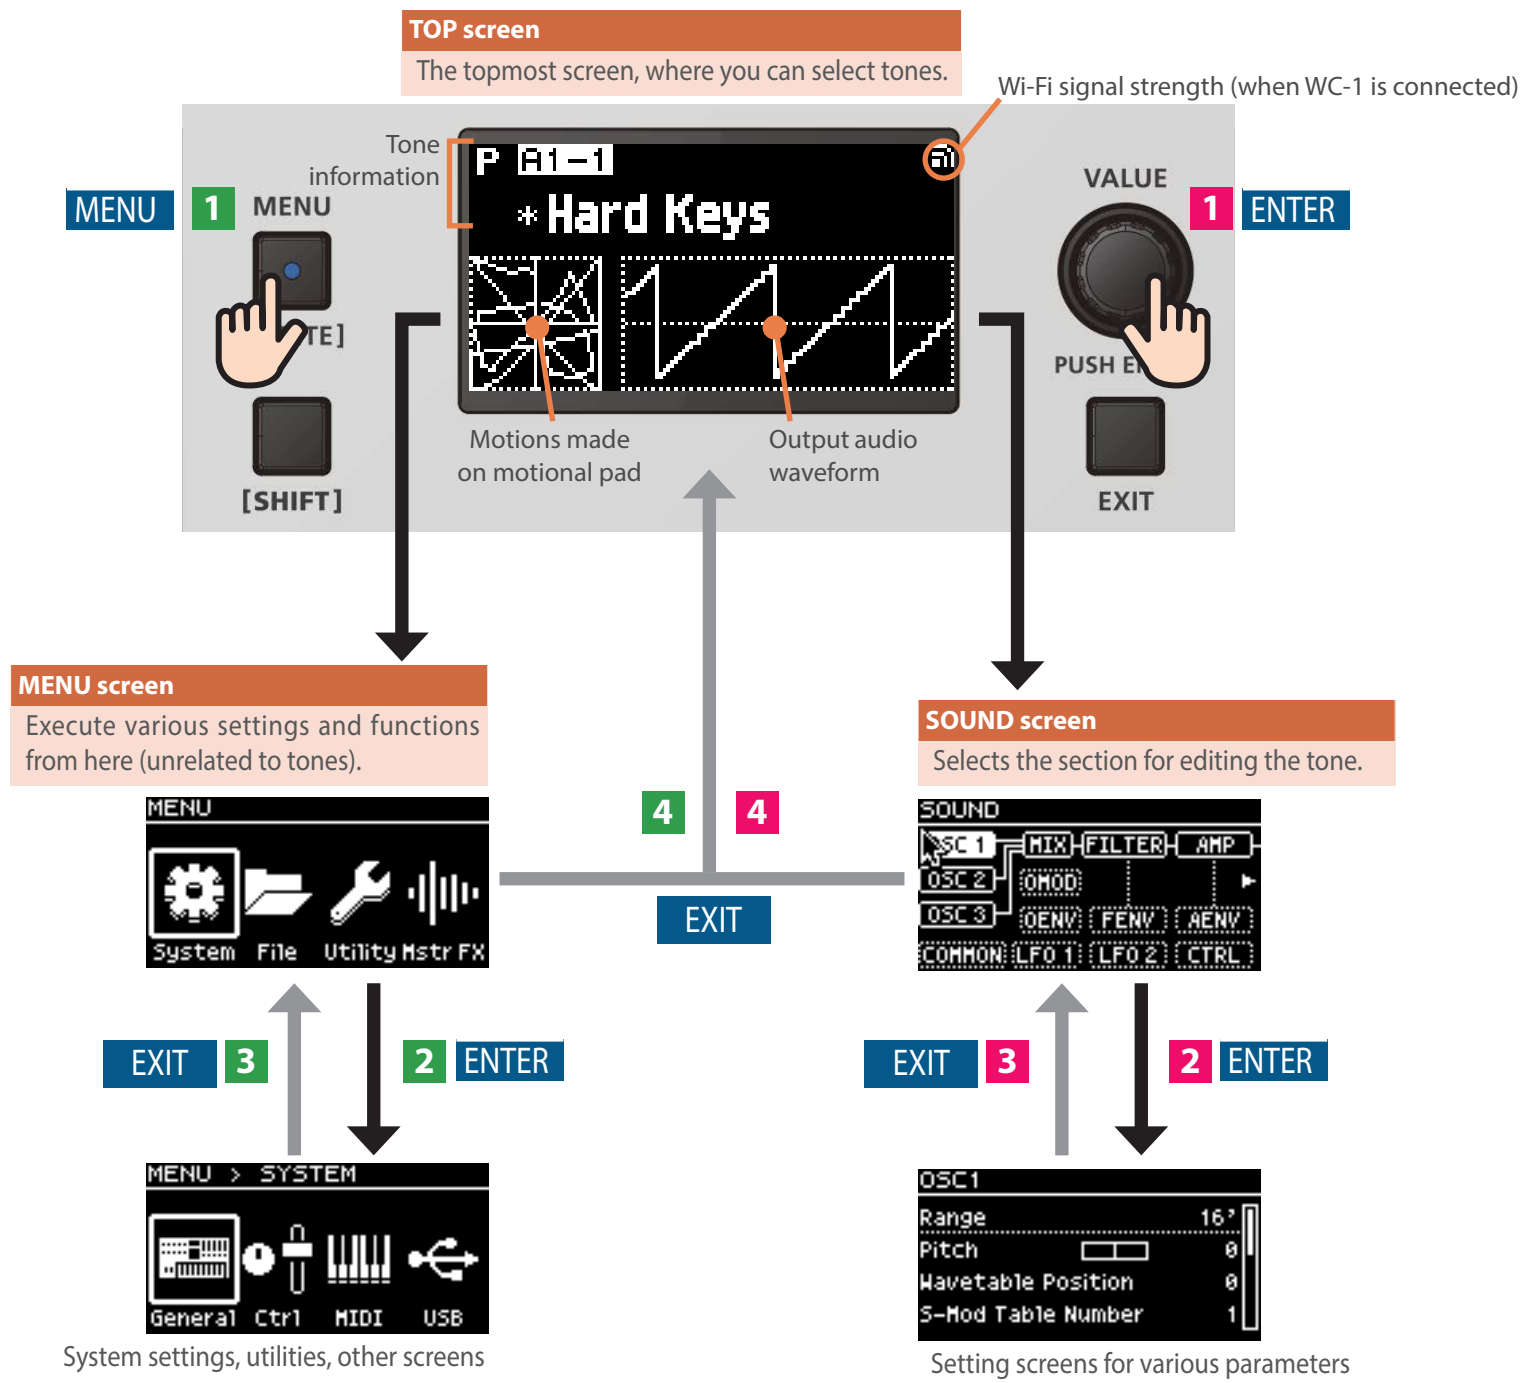 TOP screen
The topmost screen, where you can select tones.
Wi-Fi signal strength (when WC-1 is connected)
Tone
information
P A1-1
*Hard Keys
MENU 1 MENU
TE]
[SHIFT]
VALUE
1 ENTER
PUSH E
EXIT
Motions made
on motional pad
Output audio
waveform
MENU screen
Execute various settings and functions
from here (unrelated to tones).
SOUND screen
Selects the section for editing the tone.
MENU
System File Utility Mstr FX
4 4
EXIT
SOUND
OSC 1 MIX FILTER AMP
OSC 2 OMOD
OSC 3 OENV FENV AENV
COMMON LFO 1 LFO 2 CTRL
EXIT 3 2 ENTER
EXIT 3 2 ENTER
MENU > SYSTEM
General Ctrl MIDI USB
System settings, utilities, other screens
OSC1
Range 16'
Pitch 0
Wavetable Position 0
S-Mod Table Number 1
Setting screens for various parameters